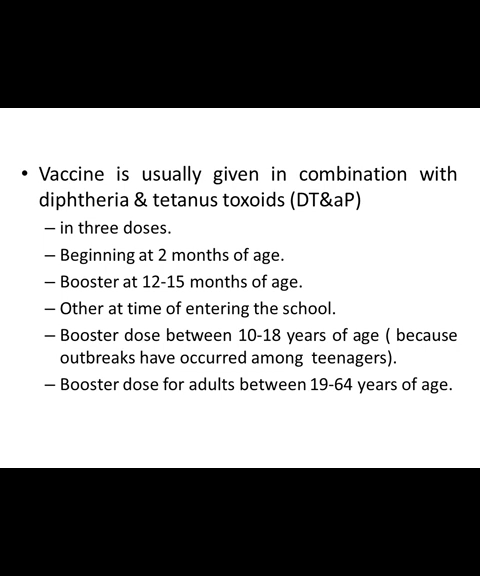 • Vaccine is usually given in combination with
diphtheria & tetanus toxoids (DT&aP)
– in three doses.
– Beginning at 2 months of age.
– Booster at 12-15 months of age.
– Other at time of entering the school.
– Booster dose between 10-18 years of age ( because
outbreaks have occurred among teenagers).
– Booster dose for adults between 19-64 years of age.